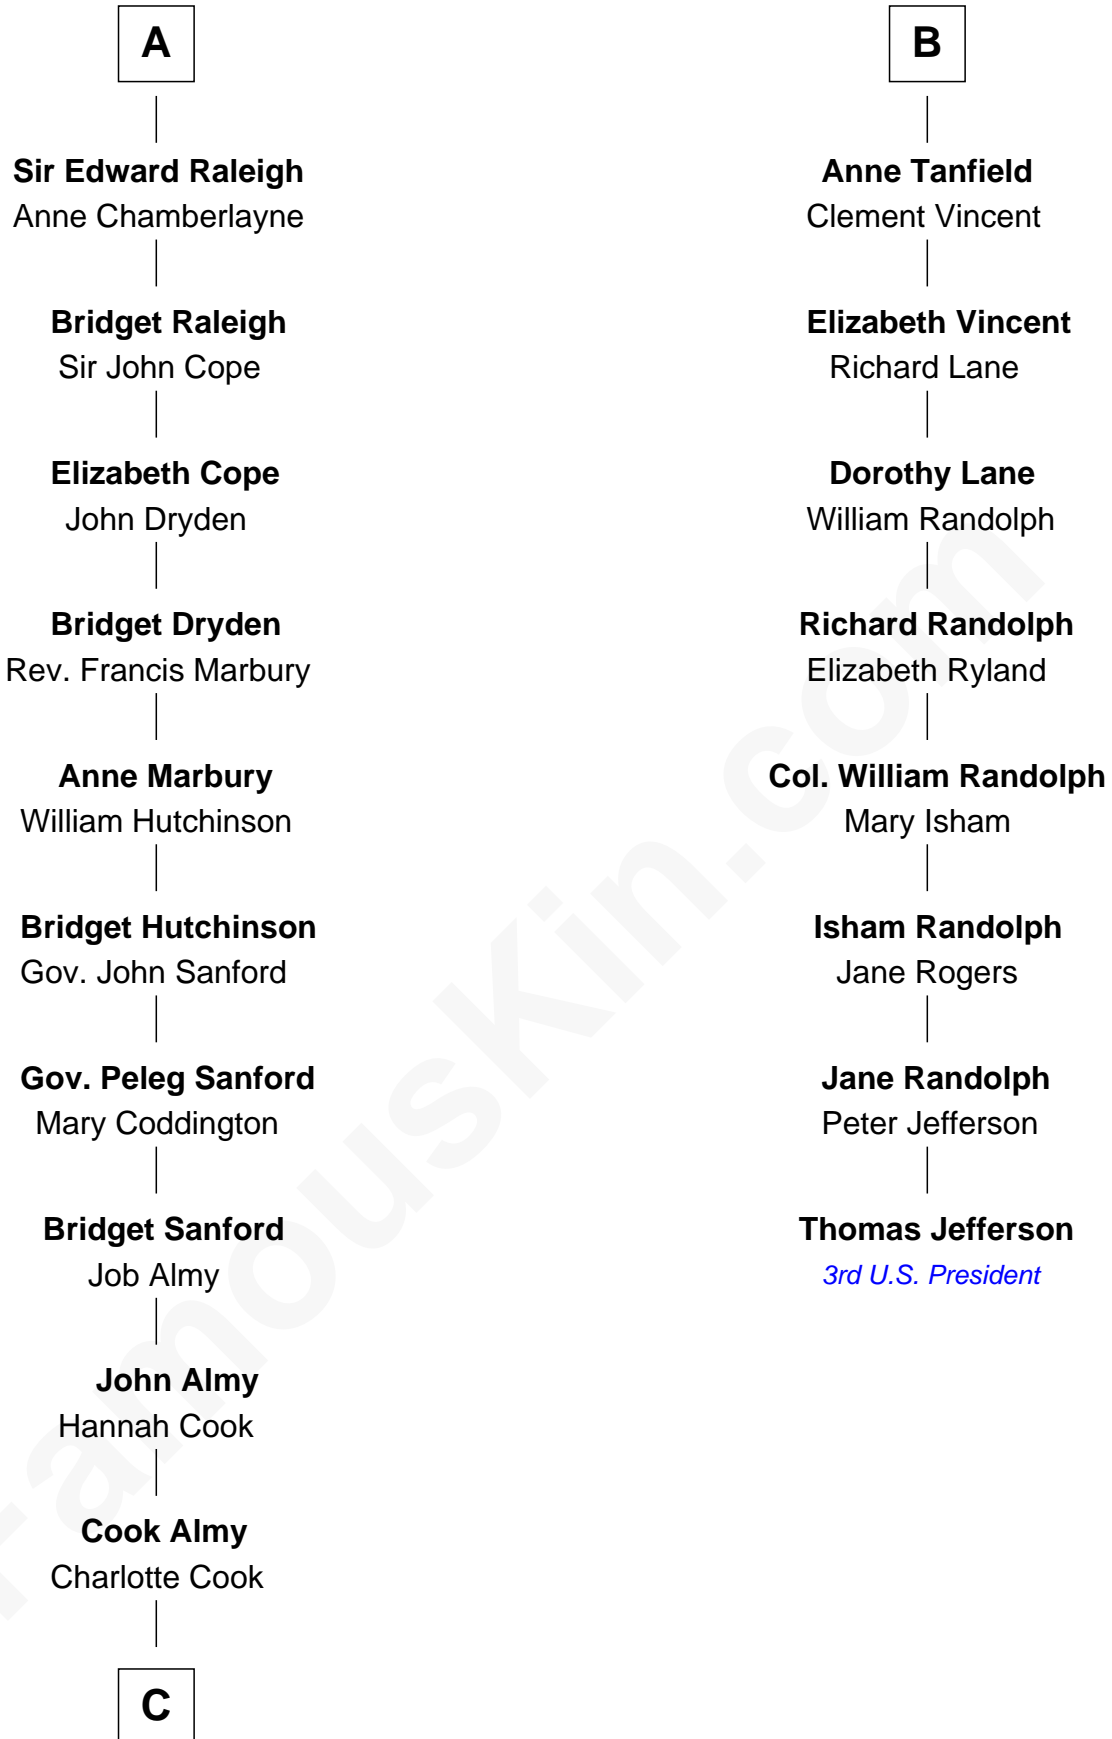 A
Sir Edward Raleigh
Anne Chamberlayne
Bridget Raleigh
Sir John Cope
Elizabeth Cope
John Dryden
Bridget Dryden
Rev. Francis Marbury
Anne Marbury
William Hutchinson
Bridget Hutchinson
Gov. John Sanford
Gov. Peleg Sanford
Mary Coddington
Bridget Sanford
Job Almy
John Almy
Hannah Cook
Cook Almy
Charlotte Cook
C
B
Anne Tanfield
Clement Vincent
Elizabeth Vincent
Richard Lane
Dorothy Lane
William Randolph
Richard Randolph
Elizabeth Ryland
Col. William Randolph
Mary Isham
Isham Randolph
Jane Rogers
Jane Randolph
Peter Jefferson
Thomas Jefferson
3rd U.S. President
FamousKin.com